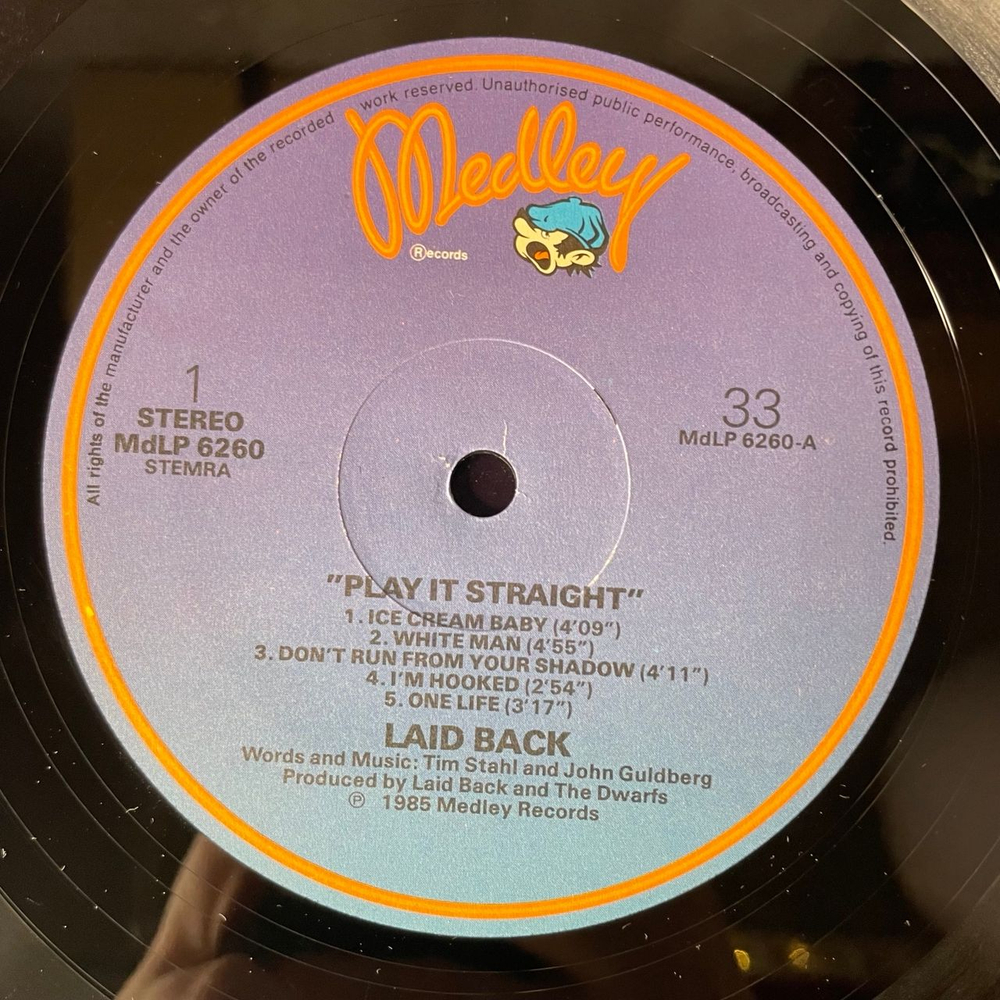 All rights of the manufacturer and the owner of the recorded work reserved. Unauthorised public performance, broadcasting and copying of this record prohibited.
Medley
Records
1
STEREO
MdLP 6260
STEMRA
33
MdLP 6260-A
"PLAY IT STRAIGHT"
1. ICE CREAM BABY (4'09")
2. WHITE MAN (4'55")
3. DON'T RUN FROM YOUR SHADOW (4'11")
4. I'M HOOKED (2'54")
5. ONE LIFE (3'17")
LAID BACK
Words and Music: Tim Stahl and John Guldberg
Produced by Laid Back and The Dwarfs
℗ 1985 Medley Records